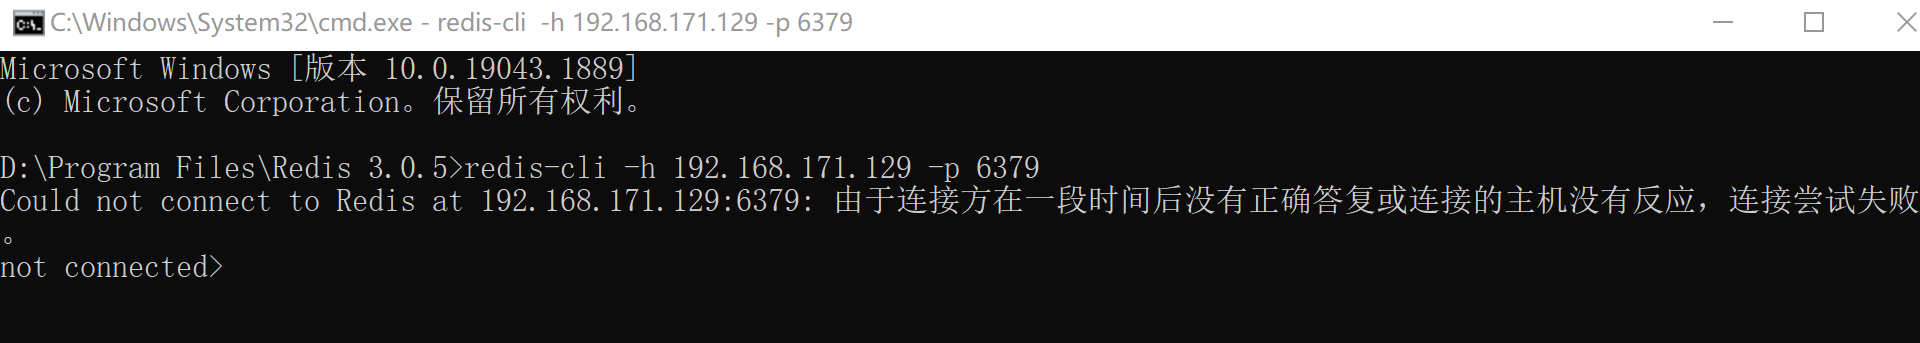 C:\Windows\System32\cmd.exe - redis-cli  -h 192.168.171.129 -p 6379
Microsoft Windows [版本 10.0.19043.1889]
(c) Microsoft Corporation。保留所有权利。
D:\Program Files\Redis 3.0.5>redis-cli -h 192.168.171.129 -p 6379
Could not connect to Redis at 192.168.171.129:6379: 由于连接方在一段时间后没有正确答复或连接的主机没有反应，连接尝试失败
。
not connected>